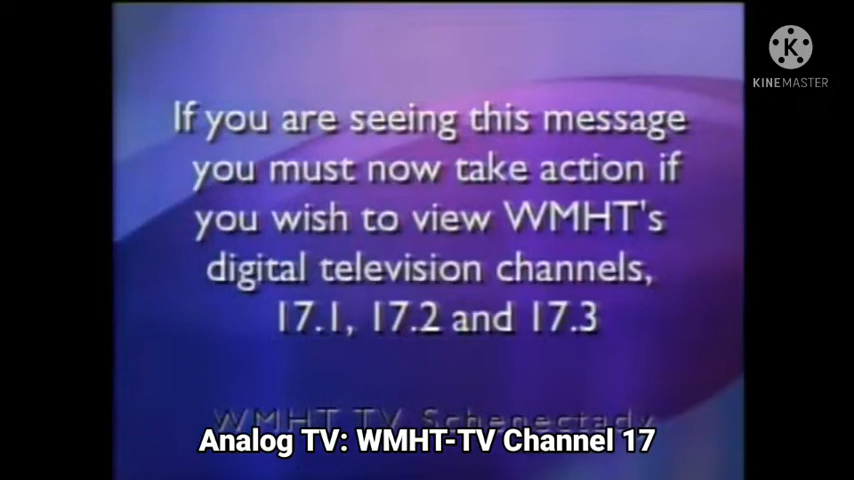 KINEMASTER
If you are seeing this message
you must now take action if
you wish to view WMHT's
digital television channels,
17.1, 17.2 and 17.3
WMHT TV Schenectady
Analog TV: WMHT-TV Channel 17